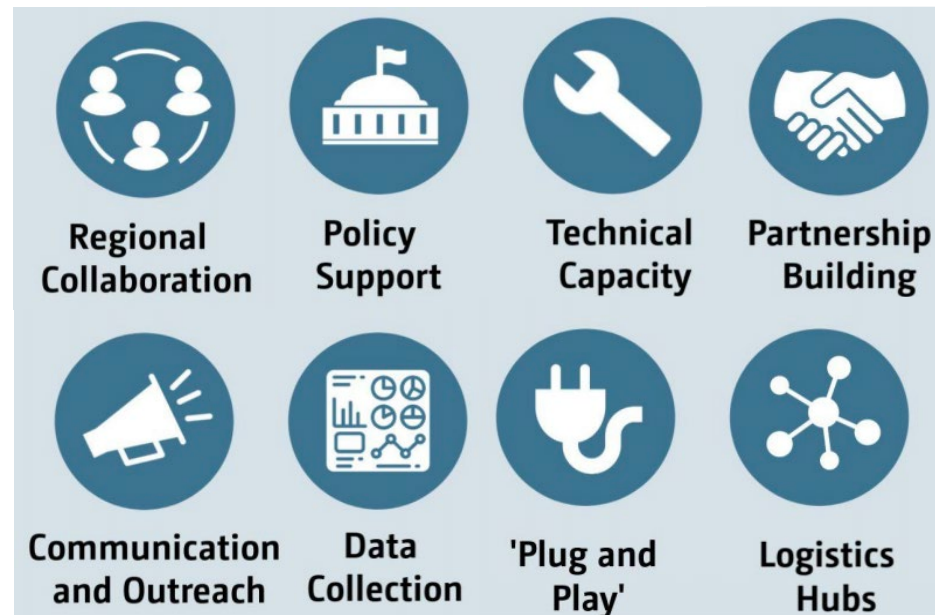 Regional
Collaboration
Policy
Support
Technical
Capacity
Partnership
Building
Communication
and Outreach
Data
Collection
'Plug and
Play'
Logistics
Hubs